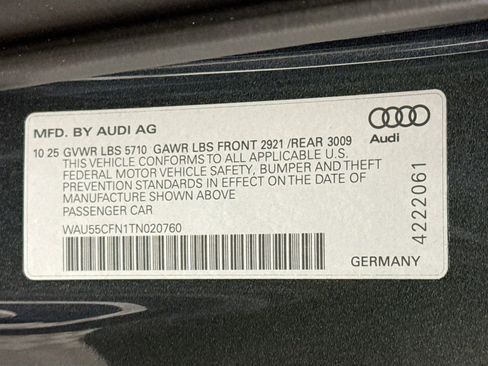 MFD. BY AUDI AG
Audi
10 25 GVWR LBS 5710 GAWR LBS FRONT 2921 /REAR 3009
THIS VEHICLE CONFORMS TO ALL APPLICABLE U.S.
FEDERAL MOTOR VEHICLE SAFETY, BUMPER AND THEFT
PREVENTION STANDARDS IN EFFECT ON THE DATE OF
MANUFACTURE SHOWN ABOVE
PASSENGER CAR
WAU55CFN1TN020760
GERMANY
4222061